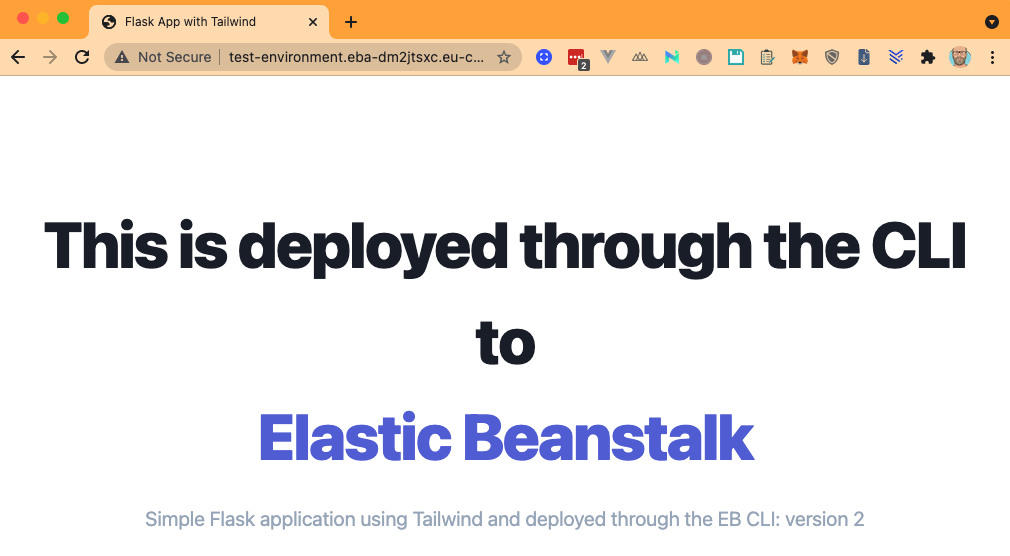 Flask App with Tailwind
Not Secure test-environment.eba-dm2jtsxc.eu-c...
2
This is deployed through the CLI
to
Elastic Beanstalk
Simple Flask application using Tailwind and deployed through the EB CLI: version 2